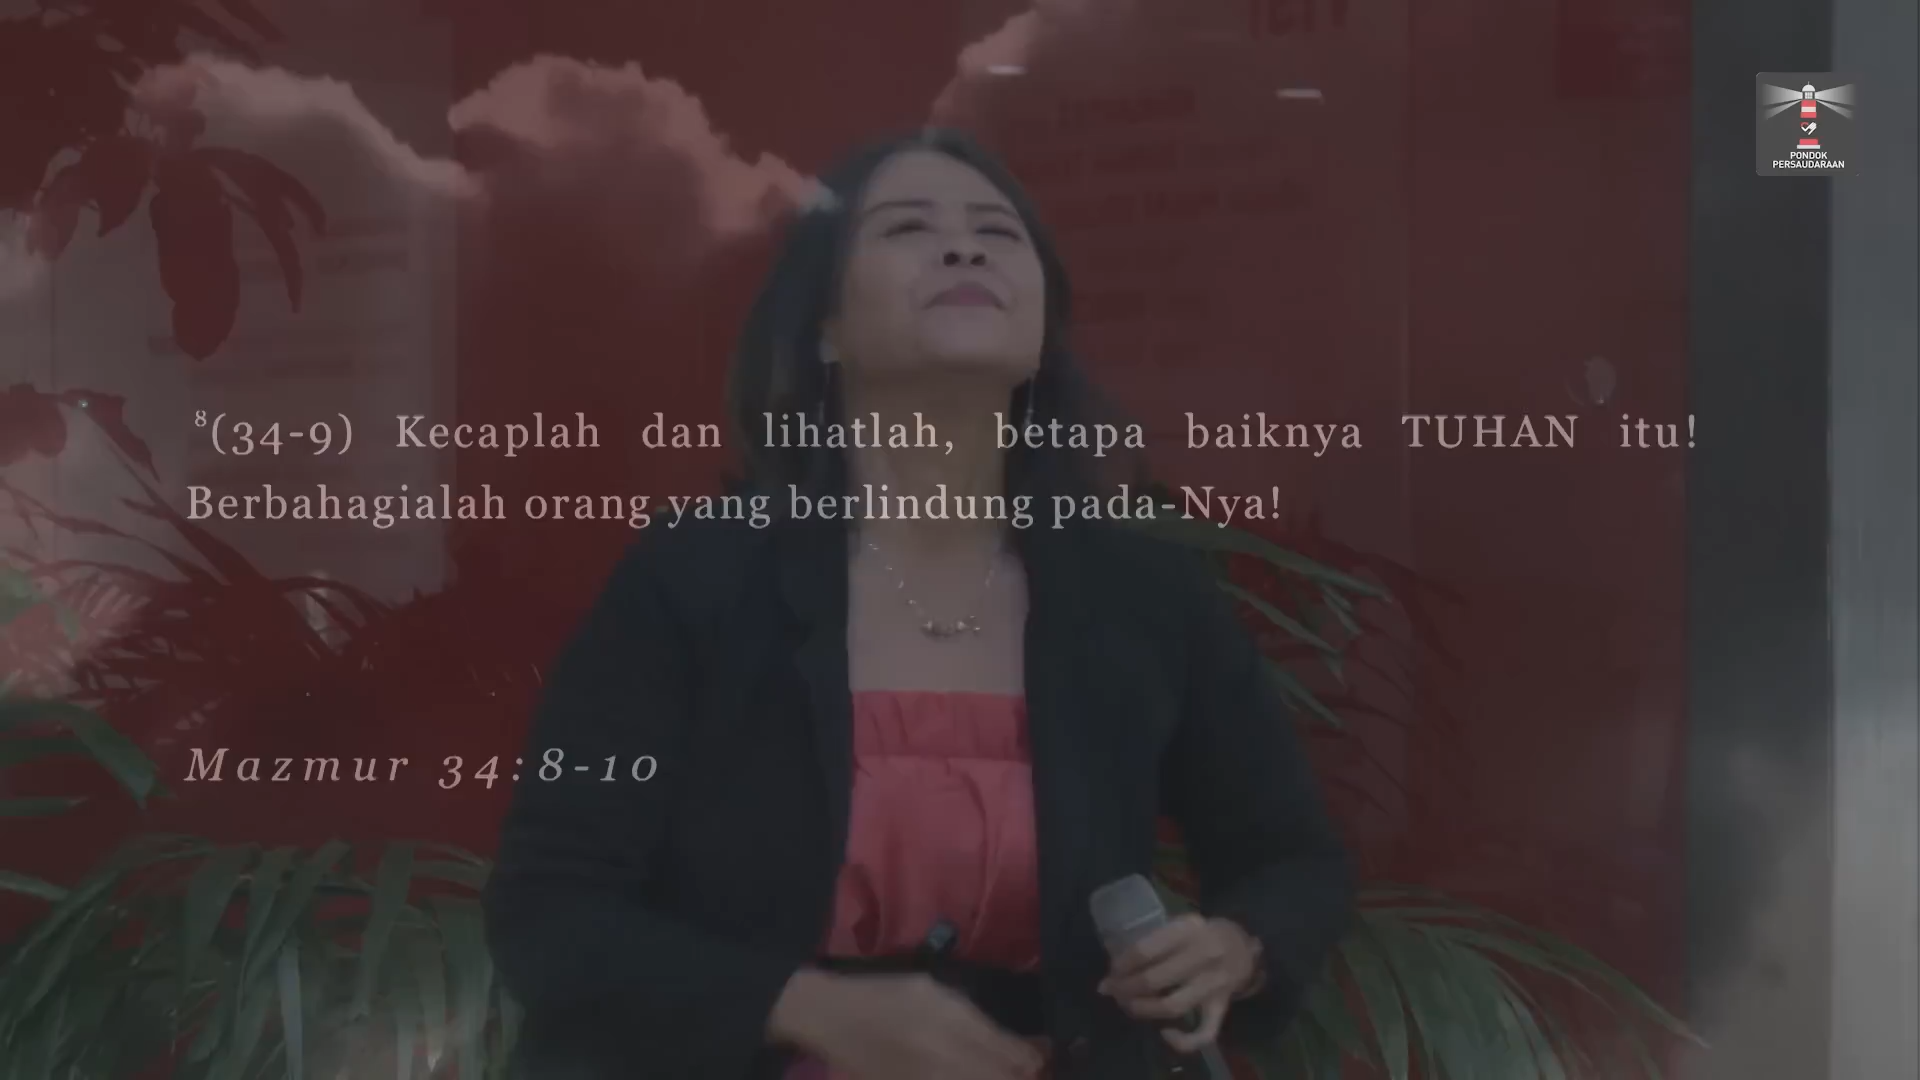 PONDOK
PERSAUDARAAN
⁸(34-9) Kecaplah dan lihatlah, betapa baiknya TUHAN itu!
Berbahagialah orang yang berlindung pada-Nya!
Mazmur 34:8-10